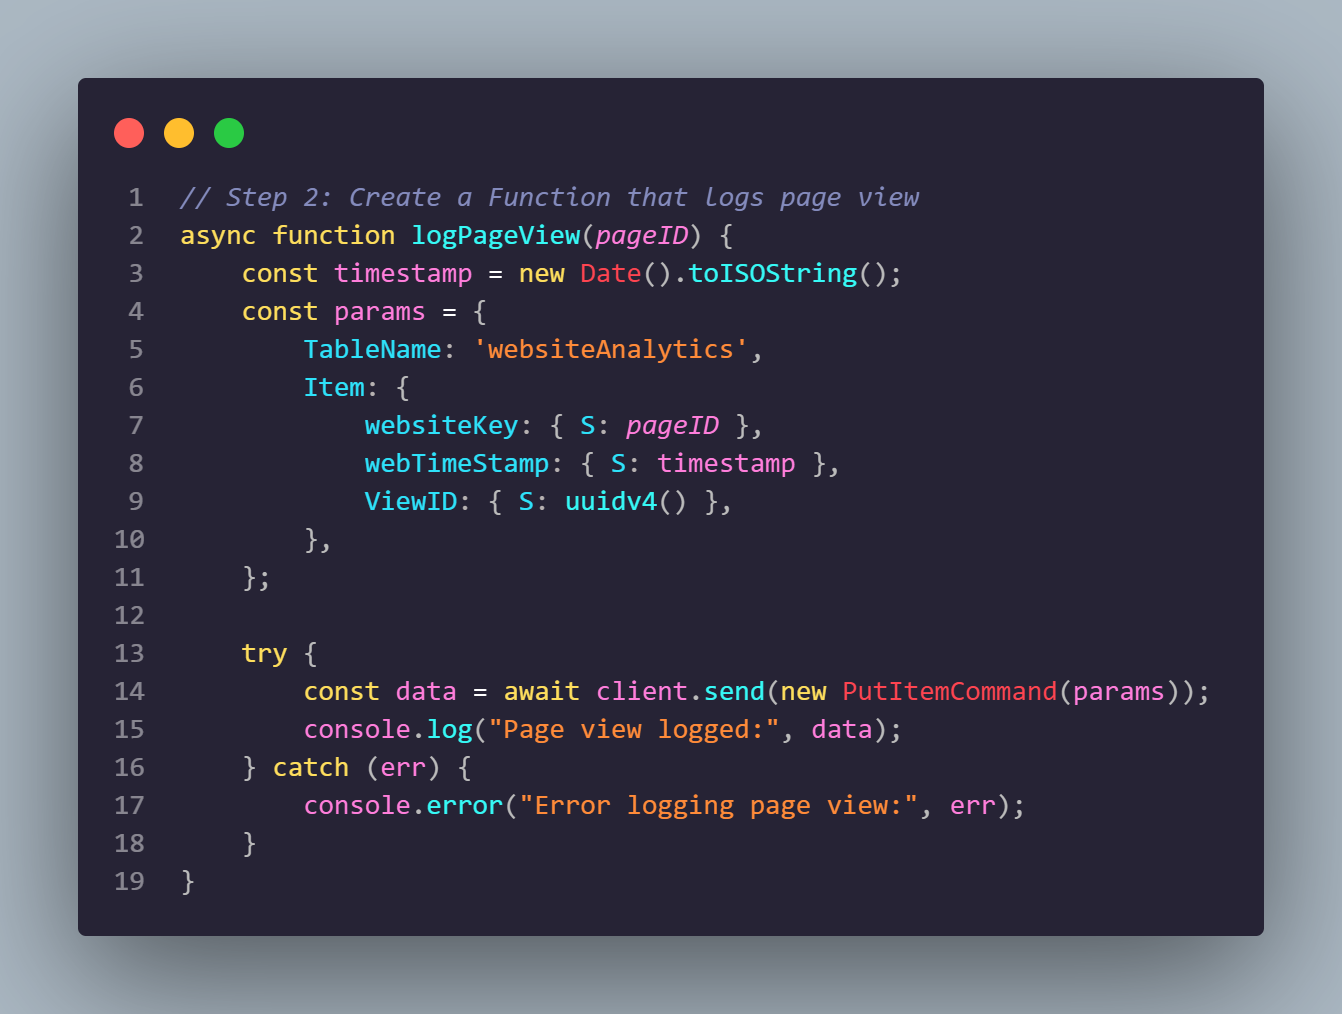 1 // Step 2: Create a Function that logs page view
2 async function logPageView(pageID) {
3     const timestamp = new Date().toISOString();
4     const params = {
5         TableName: 'websiteAnalytics',
6         Item: {
7             websiteKey: { S: pageID },
8             webTimeStamp: { S: timestamp },
9             ViewID: { S: uuidv4() },
10         },
11     };
12
13     try {
14         const data = await client.send(new PutItemCommand(params));
15         console.log("Page view logged:", data);
16     } catch (err) {
17         console.error("Error logging page view:", err);
18     }
19 }